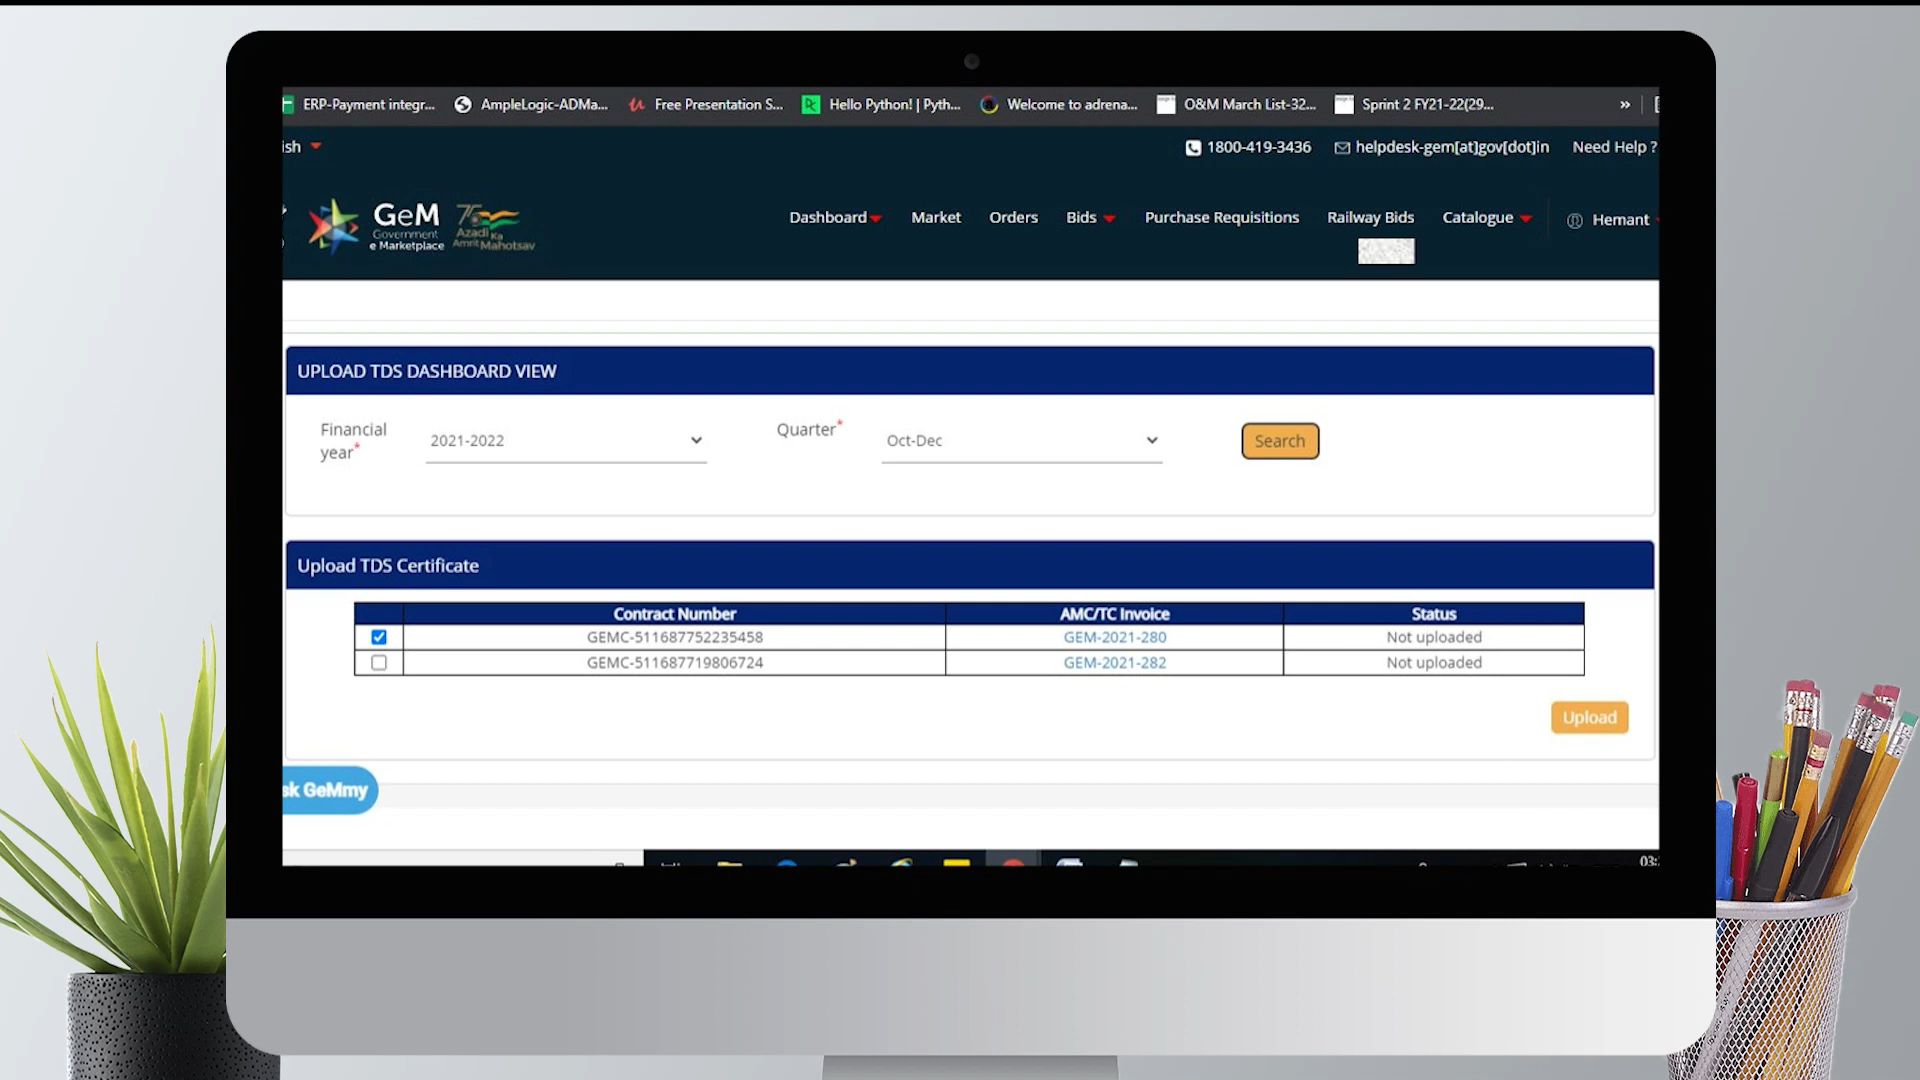 ERP-Payment integr... AmpleLogic-ADMa... Free Presentation S... Hello Python! | Pyth... Welcome to adrena... O&M March List-32... Sprint 2 FY21-22(29... »
ish 1800-419-3436 helpdesk-gem[at]gov[dot]in Need Help ?
GeM
Government
e Marketplace
75
Azadi Ka
Amrit Mahotsav
Dashboard Market Orders Bids Purchase Requisitions Railway Bids Catalogue Hemant
UPLOAD TDS DASHBOARD VIEW
Financial
year*
2021-2022
Quarter*
Oct-Dec
Search
Upload TDS Certificate
Contract Number AMC/TC Invoice Status
GEMC-511687752235458 GEM-2021-280 Not uploaded
GEMC-511687719806724 GEM-2021-282 Not uploaded
Upload
sk GeMmy
03: